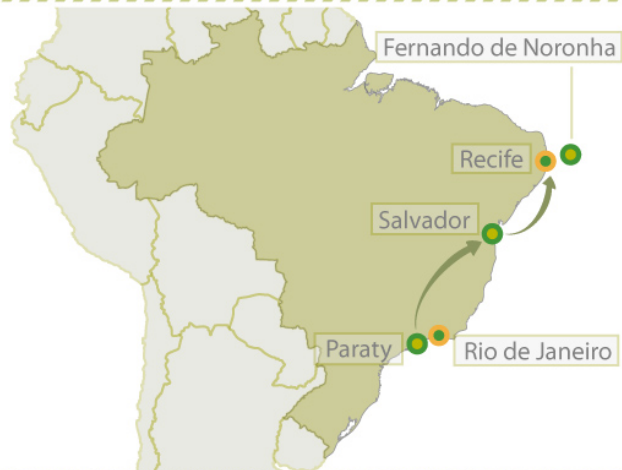 Fernando de Noronha
Recife
Salvador
Paraty
Rio de Janeiro